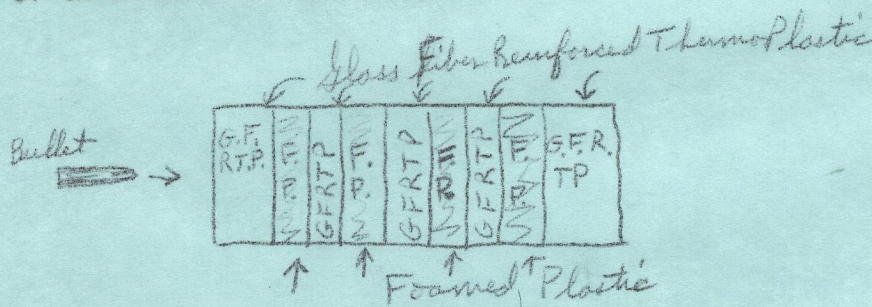 Glass Fiber Reinforced ThermoPlastic
Bullet
G.F. R.T.P.
F. P.
GFRTP
F. P.
GFRTP
F. P.
GFRTP
F. P.
G.F.R. TP
Foamed Plastic